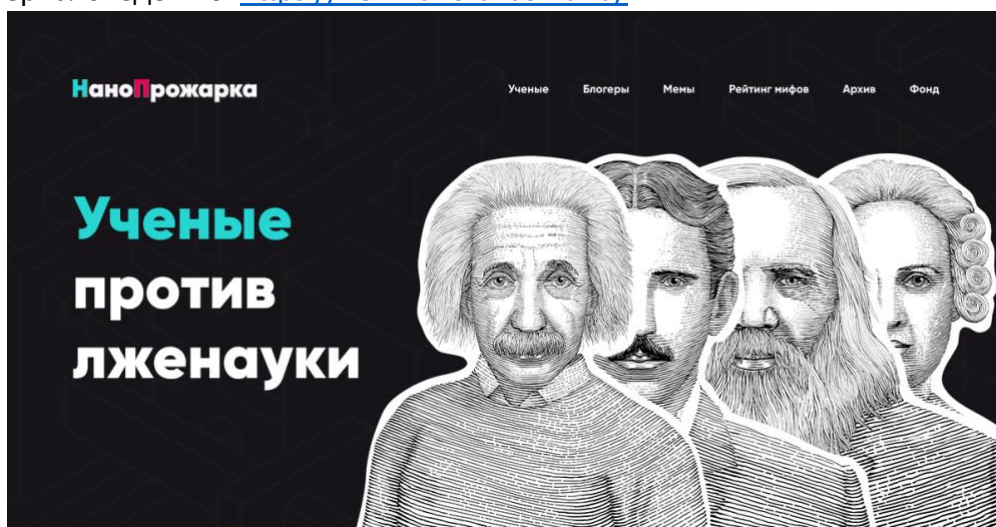 НаноПрожарка
Ученые Блогеры Мемы Рейтинг мифов Архив Фонд
Ученые
против
лженауки